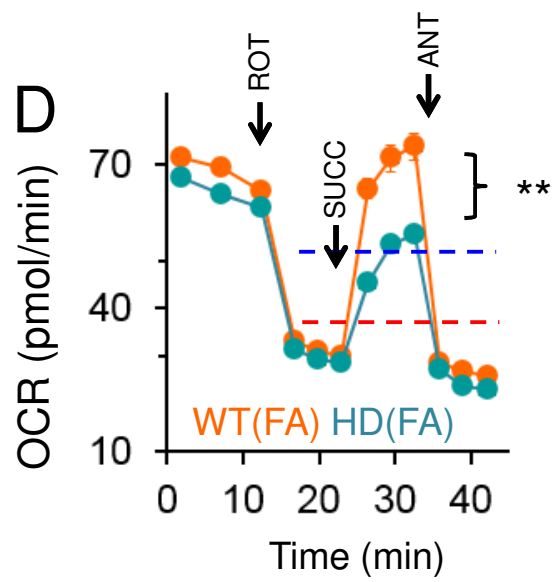 D
ROT
ANT
SUCC
**
OCR (pmol/min)
70
40
10
WT(FA) HD(FA)
0 10 20 30 40
Time (min)